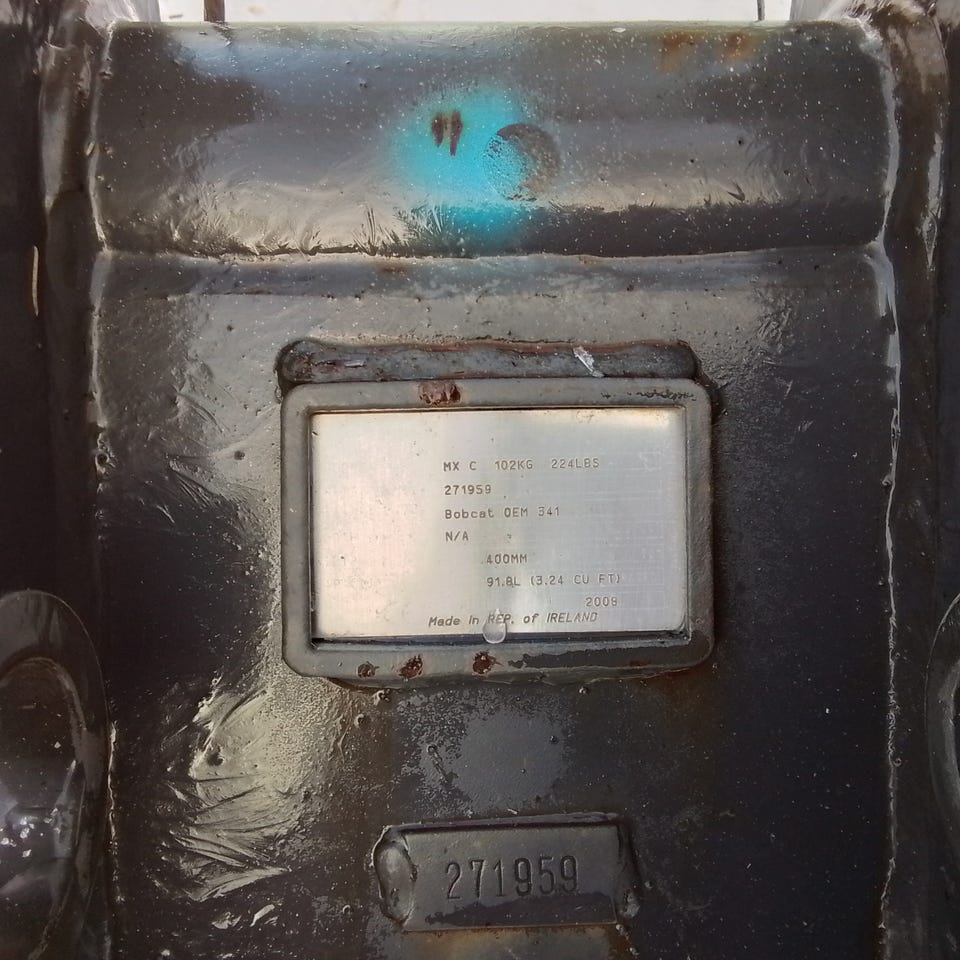 MX C 102KG 224LBS
271959
Bobcat OEM 341
N/A
400MM
91.8L (3.24 CU FT)
2008
Made in REP. of IRELAND
271959